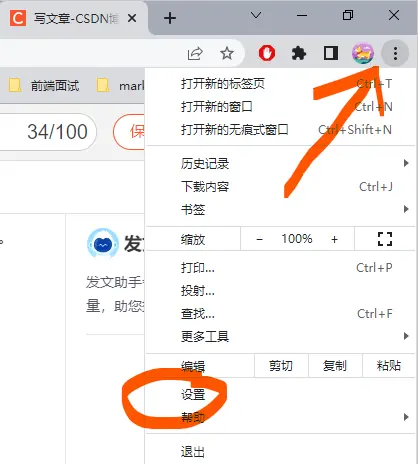 写文章-CSDN博
前端面试
mark
34/100
保
发文
发文助手
量，助您
打开新的标签页 Ctrl+T
打开新的窗口 Ctrl+N
打开新的无痕式窗口 Ctrl+Shift+N
历史记录
下载内容 Ctrl+J
书签
缩放 − 100% +
打印... Ctrl+P
投射...
查找... Ctrl+F
更多工具
编辑 剪切 复制 粘贴
设置
帮助
退出